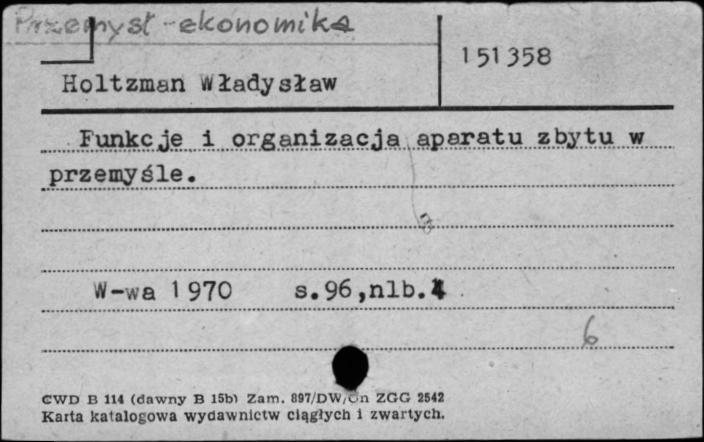 Przemysł - ekonomika
151358
Holtzman Władysław
Funkcje i organizacja aparatu zbytu w
przemyśle.
W-wa 1970 s.96,nlb.4
6
CWD B 114 (dawny B 15b) Zam. 897/DW/Gn ZGG 2542
Karta katalogowa wydawnictw ciągłych i zwartych.